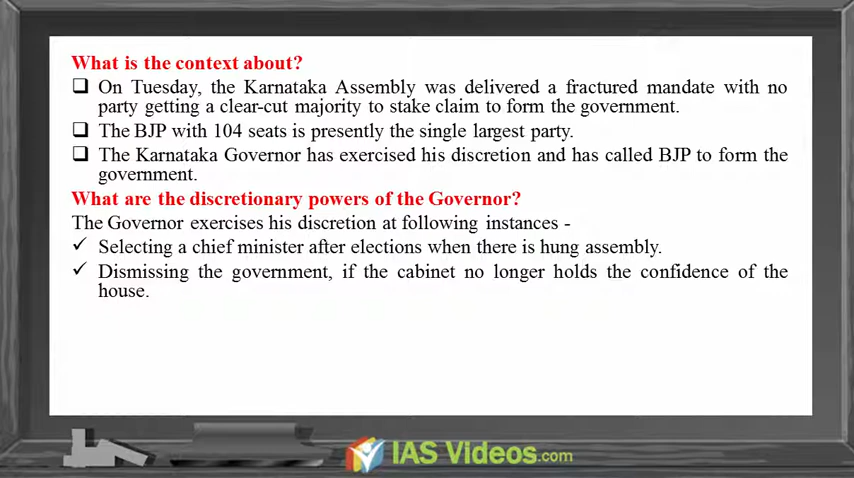 What is the context about?
❑ On Tuesday, the Karnataka Assembly was delivered a fractured mandate with no
party getting a clear-cut majority to stake claim to form the government.
❑ The BJP with 104 seats is presently the single largest party.
❑ The Karnataka Governor has exercised his discretion and has called BJP to form the
government.
What are the discretionary powers of the Governor?
The Governor exercises his discretion at following instances -
✓ Selecting a chief minister after elections when there is hung assembly.
✓ Dismissing the government, if the cabinet no longer holds the confidence of the
house.
IAS Videos.com